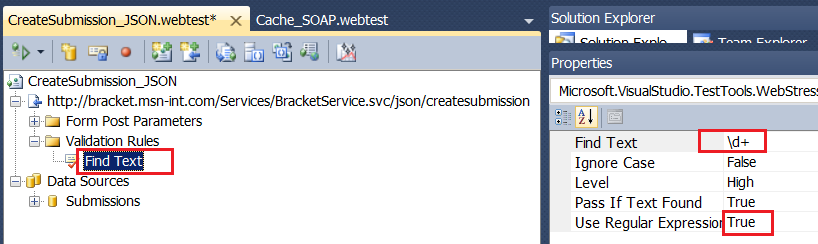 CreateSubmission_JSON.webtest*
Cache_SOAP.webtest
CreateSubmission_JSON
http://bracket.msn-int.com/Services/BracketService.svc/json/createsubmission
Form Post Parameters
Validation Rules
Find Text
Data Sources
Submissions
Solution Explorer
Solution Explo
Team Explorer
Properties
Microsoft.VisualStudio.TestTools.WebStress
Find Text \d+
Ignore Case False
Level High
Pass If Text Found True
Use Regular Expression True